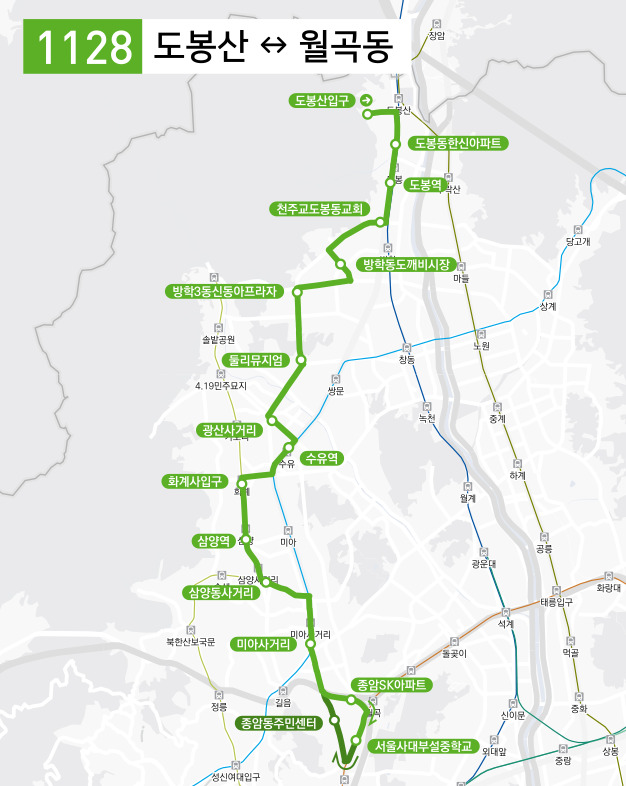 1128 도봉산 ↔ 월곡동
장암
도봉산입구
도봉산
도봉동한신아파트
도봉역
천주교도봉동교회
당고개
방학동도깨비시장
마들
방학3동신동아프라자
상계
솔밭공원
노원
둘리뮤지엄
창동
4.19민주묘지
쌍문
녹천
중계
광산사거리
수유역
수유
하계
화계사입구
월계
삼양역
미아
공릉
광운대
삼양사거리
화랑대
삼양동사거리
태릉입구
석계
북한산보국문
미아사거리
미아사거리
돌곶이
먹골
종암SK아파트
정릉
길음
중화
신이문
종암동주민센터
서울사대부설중학교
외대앞
중랑
상봉
성신여대입구